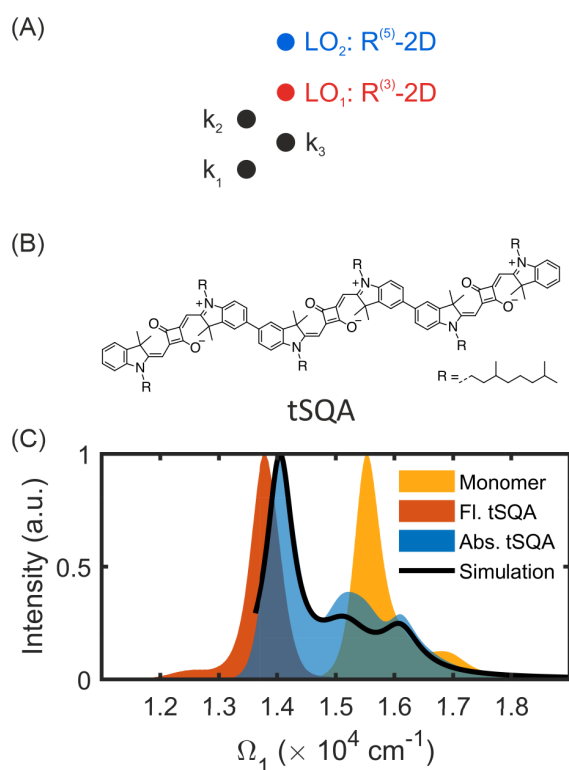 (A)
LO₂: R⁽⁵⁾-2D
LO₁: R⁽³⁾-2D
k₂
k₃
k₁
(B)
R
R
R
N
+
N
+
N
+
O
O
O
O⁻
O⁻
O⁻
N
N
N
R
R
R
R =
tSQA
(C)
Intensity (a.u.)
1
0.5
0
Monomer
Fl. tSQA
Abs. tSQA
Simulation
1.2 1.3 1.4 1.5 1.6 1.7 1.8
Ω₁ (× 10⁴ cm⁻¹)